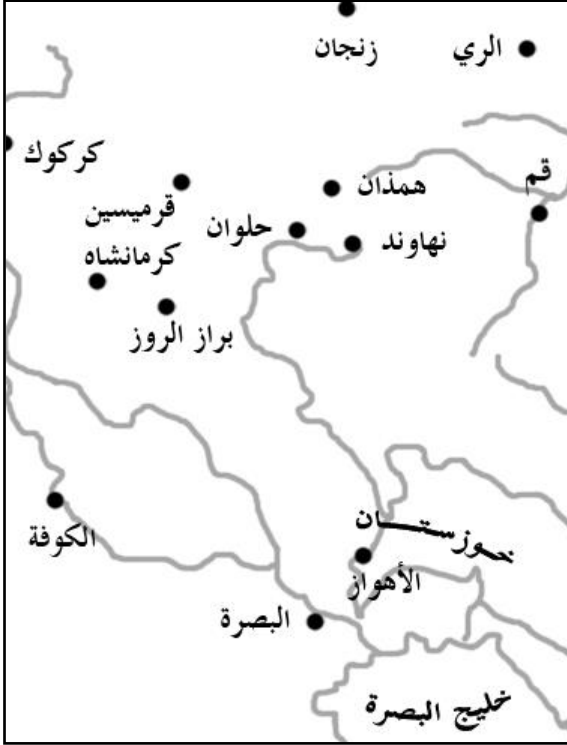 زنجان
الري
كركوك
قرميسين
همذان
قم
حلوان
نهاوند
كرمانشاه
براز الروز
خوزستان
الكوفة
الأهواز
البصرة
خليج البصرة